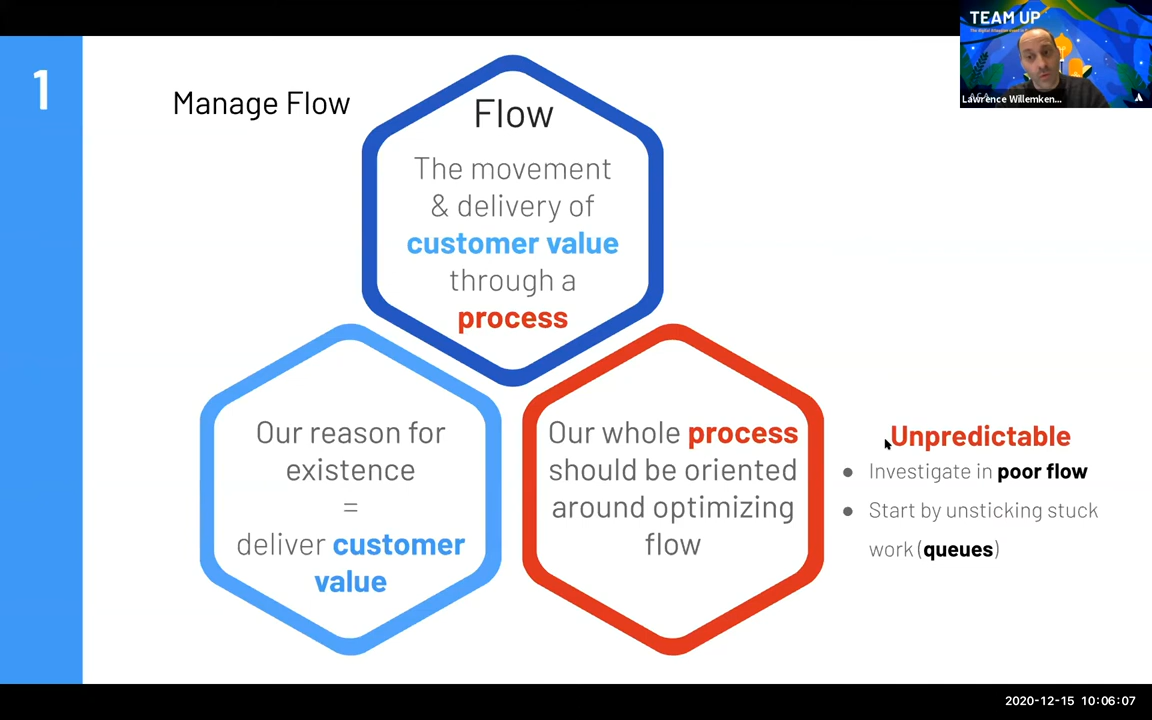 1
Manage Flow
Flow
The movement
& delivery of
customer value
through a
process
Our reason for
existence
=
deliver customer
value
Our whole process
should be oriented
around optimizing
flow
Unpredictable
● Investigate in poor flow
● Start by unsticking stuck
work (queues)
TEAM UP
Lawrence Willemken...
2020-12-15 10:06:07